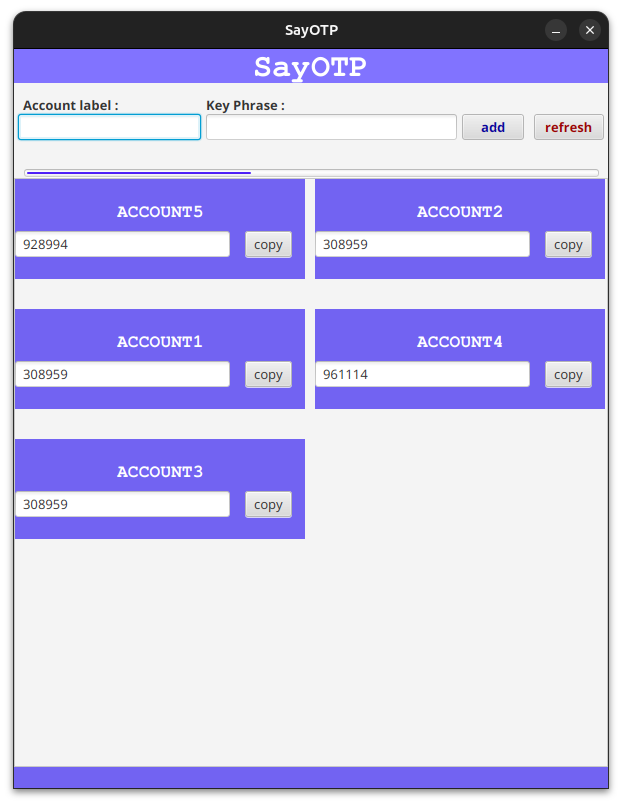 SayOTP
SayOTP
Account label : Key Phrase :
add refresh
ACCOUNT5 ACCOUNT2
928994 copy 308959 copy
ACCOUNT1 ACCOUNT4
308959 copy 961114 copy
ACCOUNT3
308959 copy